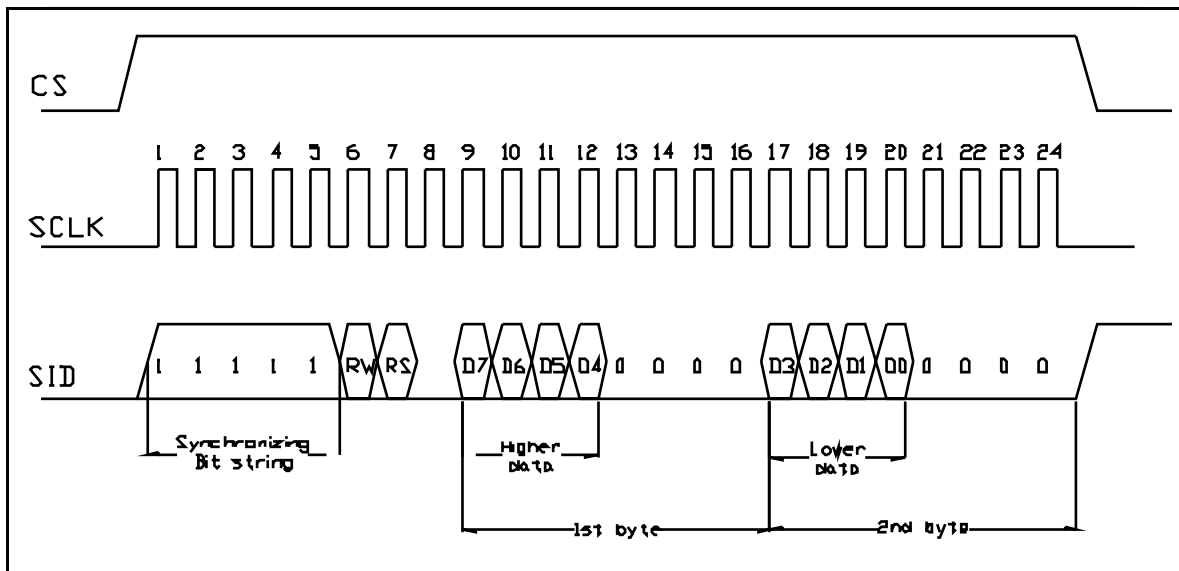 CS
1 2 3 4 5 6 7 8 9 10 11 12 13 14 15 16 17 18 19 20 21 22 23 24
SCLK
SID
1 1 1 1 1 RW RS D7 D6 D5 D4 0 0 0 0 D3 D2 D1 D0 0 0 0 0
Synchronizing
Bit string
Higher
data
Lower
data
1st byte
2nd byte